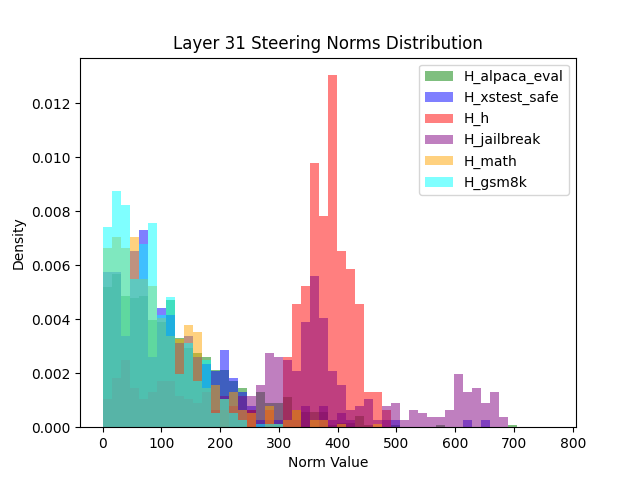 Layer 31 Steering Norms Distribution
H_alpaca_eval
H_xstest_safe
H_h
H_jailbreak
H_math
H_gsm8k
0.012
0.010
0.008
0.006
0.004
0.002
0.000
Density
0 100 200 300 400 500 600 700 800
Norm Value